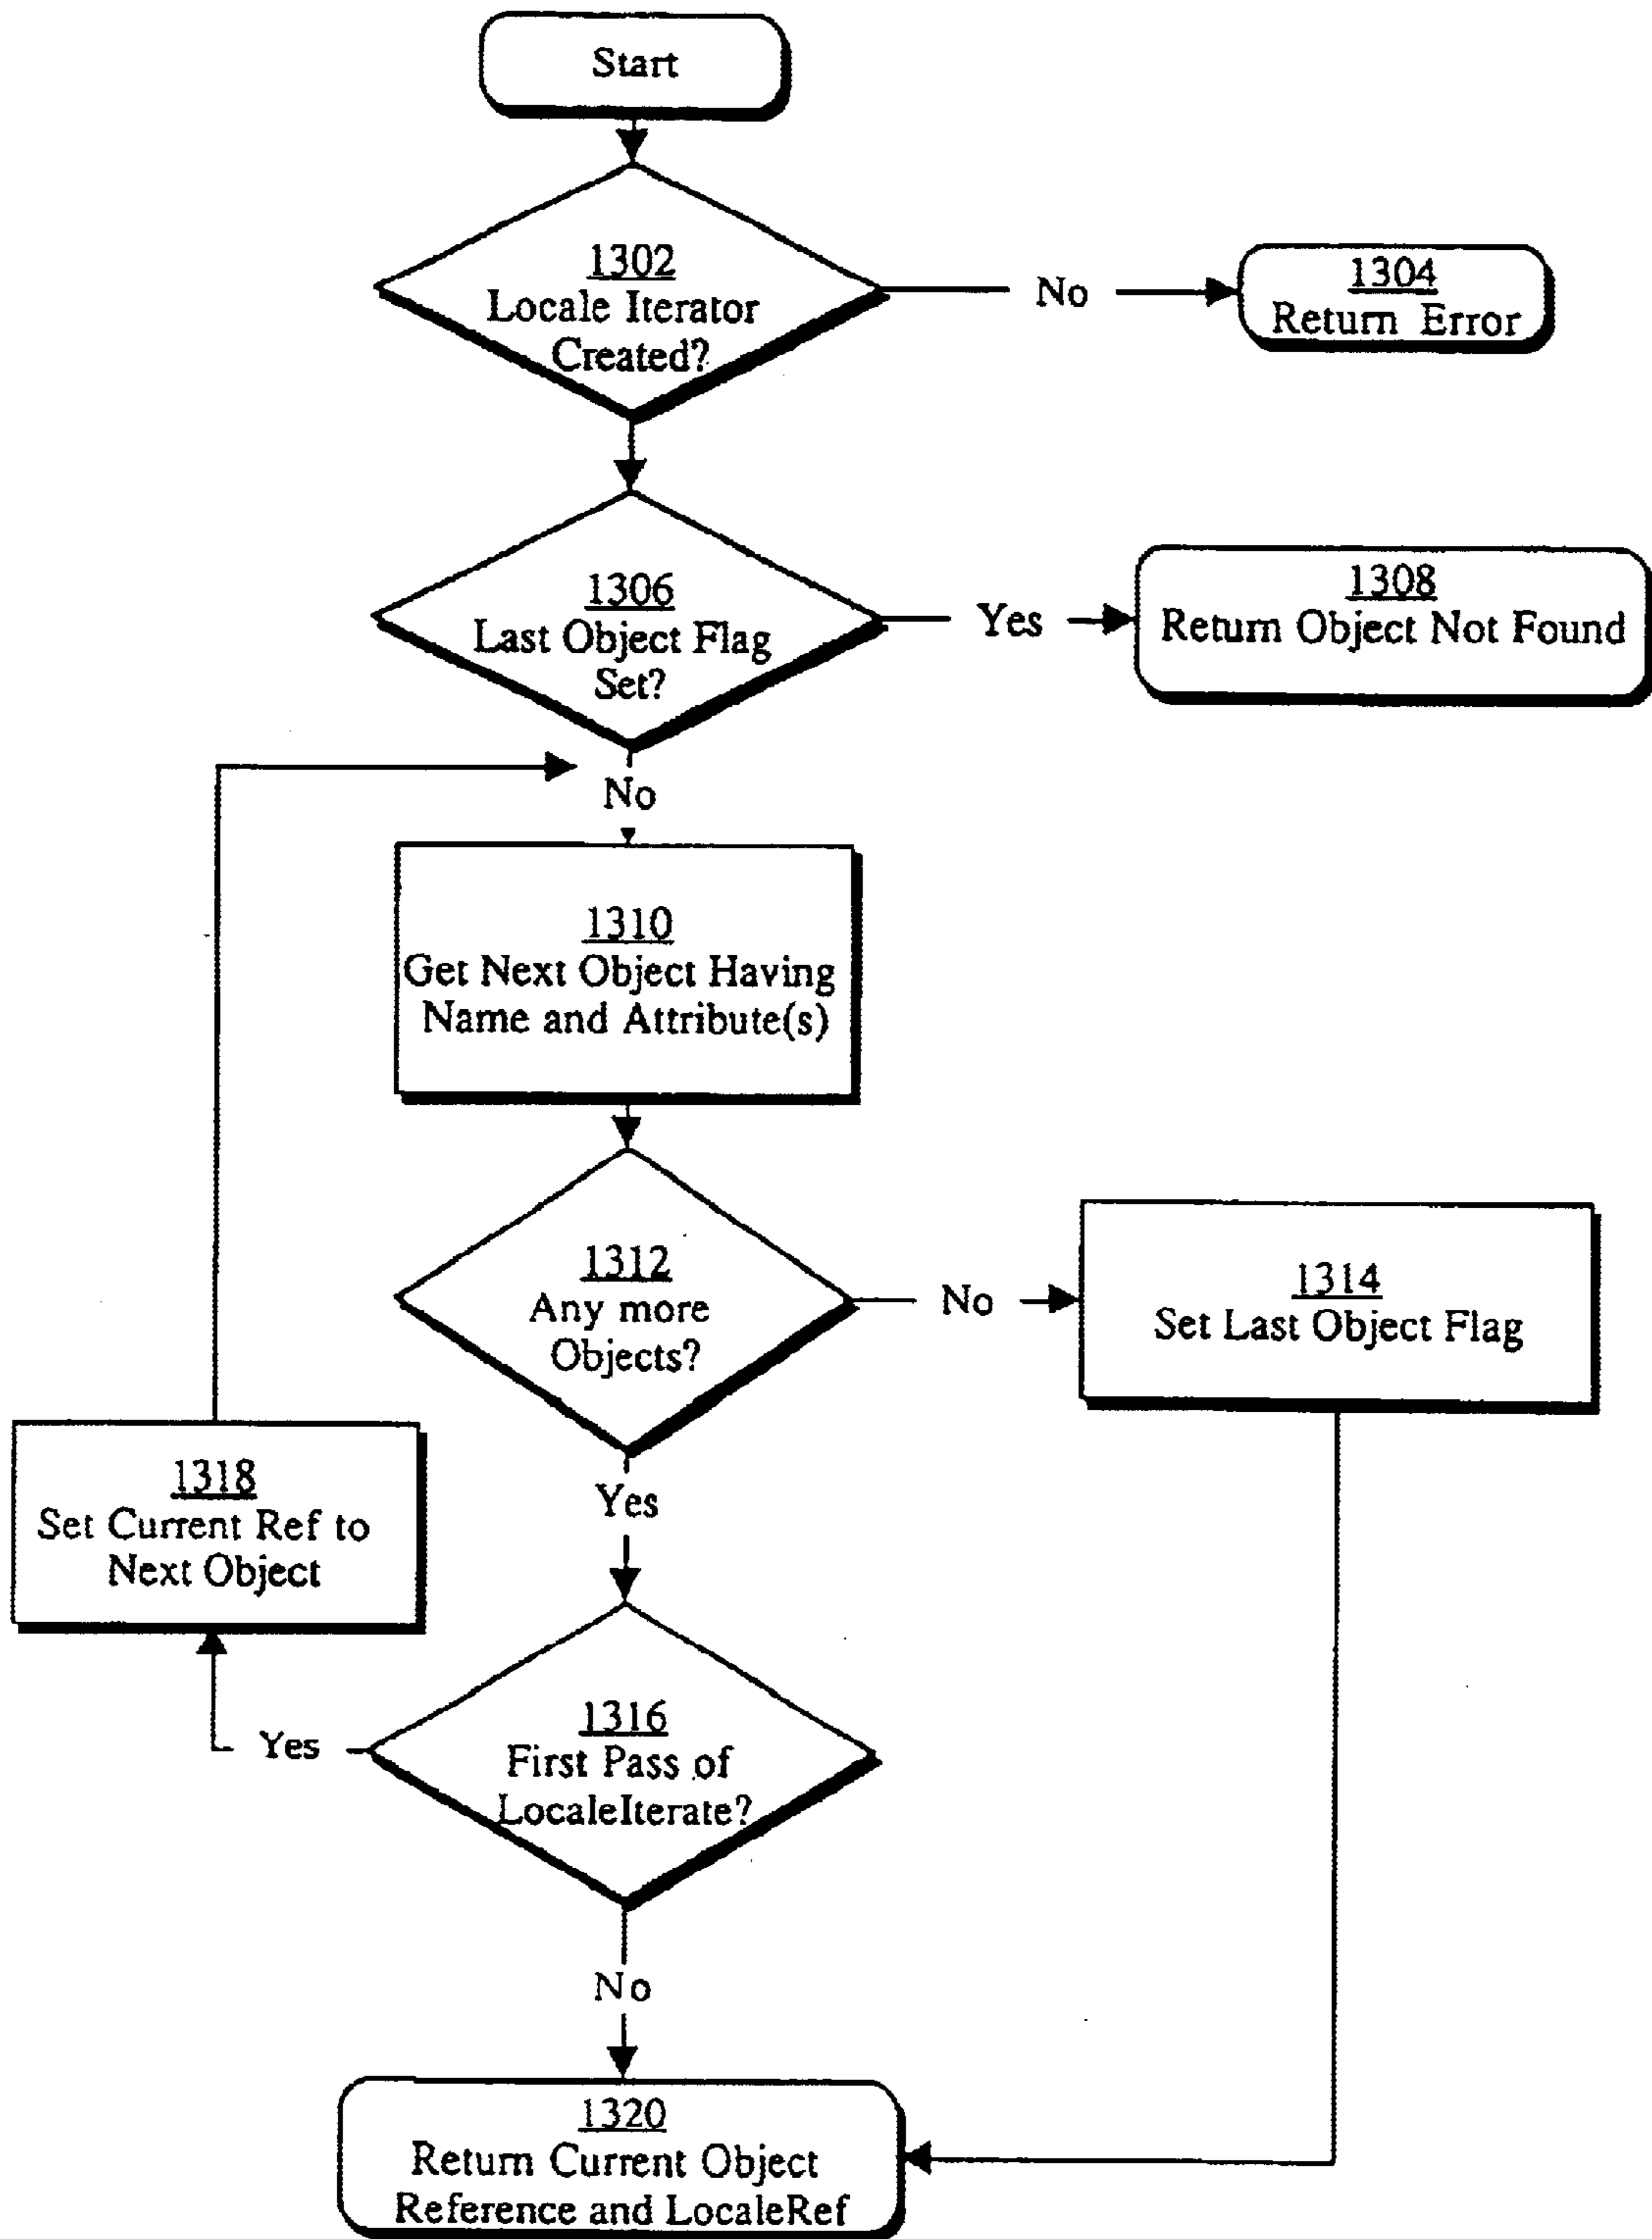 Start
1302
Locale Iterator
Created?
No
1304
Return Error
1306
Last Object Flag
Set?
Yes
1308
Return Object Not Found
No
1310
Get Next Object Having
Name and Attribute(s)
1312
Any more
Objects?
No
1314
Set Last Object Flag
Yes
1318
Set Current Ref to
Next Object
1316
First Pass of
LocaleIterate?
Yes
No
1320
Return Current Object
Reference and LocaleRef